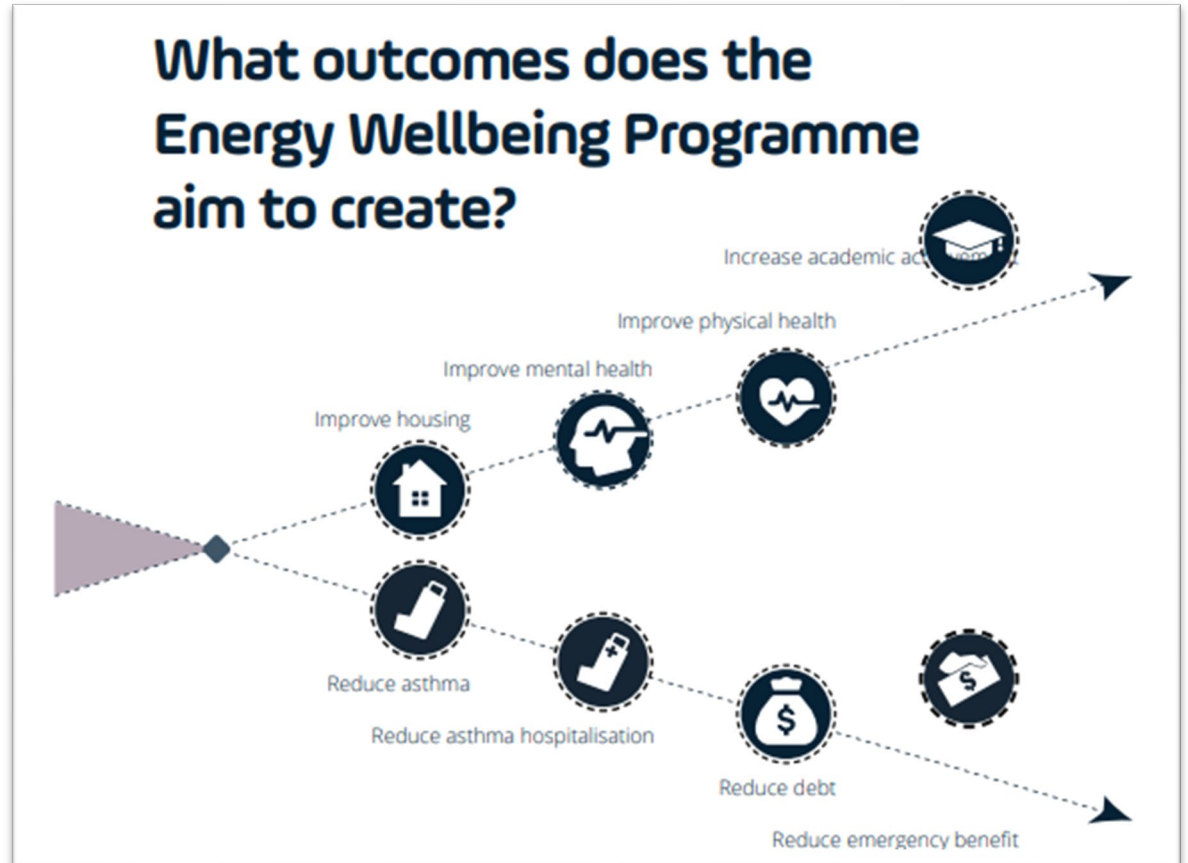 What outcomes does the
Energy Wellbeing Programme
aim to create?
Increase academic
Improve physical health
Improve mental health
Improve housing
Reduce asthma
Reduce asthma hospitalisation
$
$
Reduce debt
Reduce emergency benefit